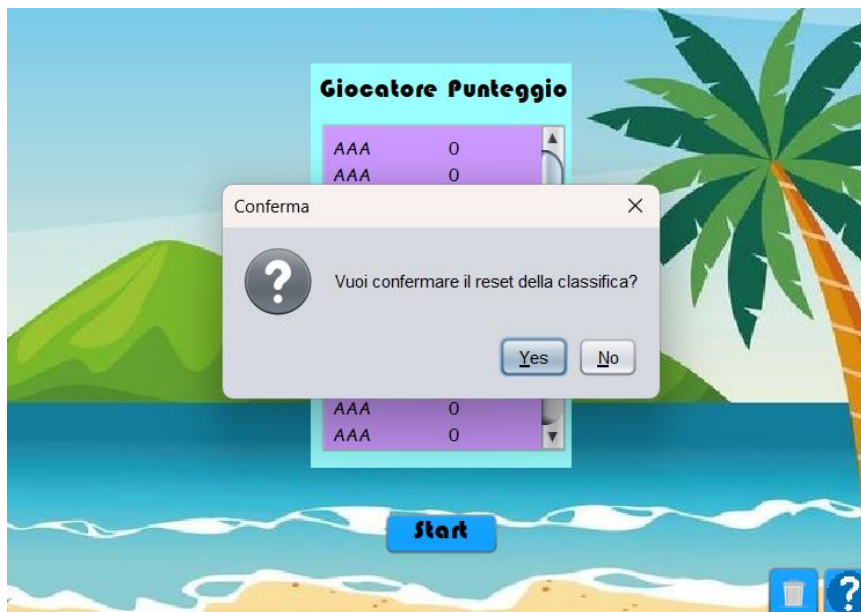 Giocatore Punteggio
AAA 0
AAA 0
Conferma
Vuoi confermare il reset della classifica?
Yes No
AAA 0
AAA 0
Start
?